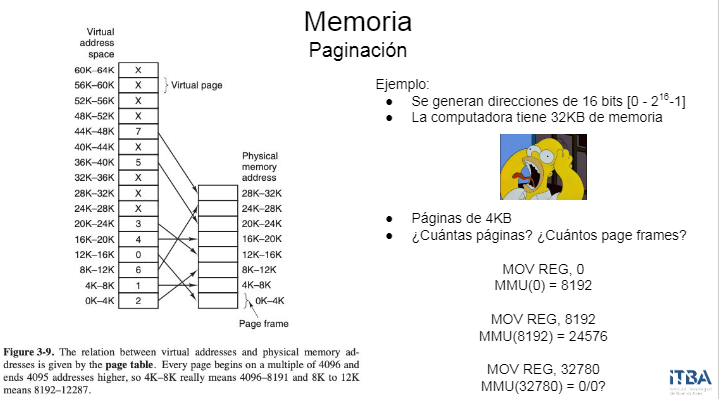 Memoria
Paginación
Virtual
address
space
60K–64K X
56K–60K X Virtual page
52K–56K X
48K–52K X
44K–48K 7
40K–44K X
36K–40K 5
32K–36K X
28K–32K X
24K–28K X
20K–24K 3
16K–20K 4
12K–16K 0
8K–12K 6
4K–8K 1
0K–4K 2
Physical
memory
address
28K–32K
24K–28K
20K–24K
16K–20K
12K–16K
8K–12K
4K–8K
0K–4K
Page frame
Figure 3-9. The relation between virtual addresses and physical memory ad-
dresses is given by the page table. Every page begins on a multiple of 4096 and
ends 4095 addresses higher, so 4K–8K really means 4096–8191 and 8K to 12K
means 8192–12287.
Ejemplo:
● Se generan direcciones de 16 bits [0 - 2¹⁶-1]
● La computadora tiene 32KB de memoria
● Páginas de 4KB
● ¿Cuántas páginas? ¿Cuántos page frames?
MOV REG, 0
MMU(0) = 8192
MOV REG, 8192
MMU(8192) = 24576
MOV REG, 32780
MMU(32780) = 0/0?
ITBA